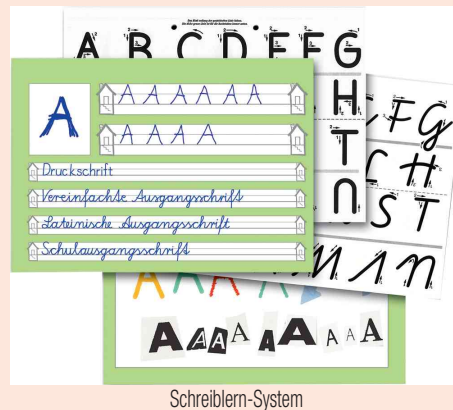 A B C D E F G
H
T
U
A
A A A A A A
A A A A
Druckschrift
Vereinfachte Ausgangsschrift
Lateinische Ausgangsschrift
Schulausgangsschrift
F G
H
S T
M N
A A A A A A A A A
Schreiblern-System